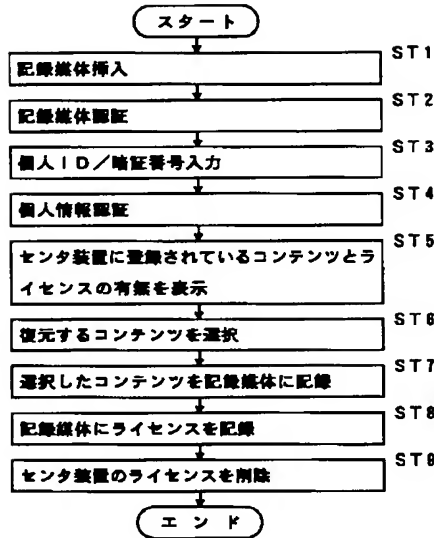 スタート
ST1
記録媒体挿入
ST2
記録媒体認証
ST3
個人ID/暗証番号入力
ST4
個人情報認証
ST5
センタ装置に登録されているコンテンツとラ
イセンスの有無を表示
ST6
復元するコンテンツを選択
ST7
選択したコンテンツを記録媒体に記録
ST8
記録媒体にライセンスを記録
ST9
センタ装置のライセンスを削除
エンド